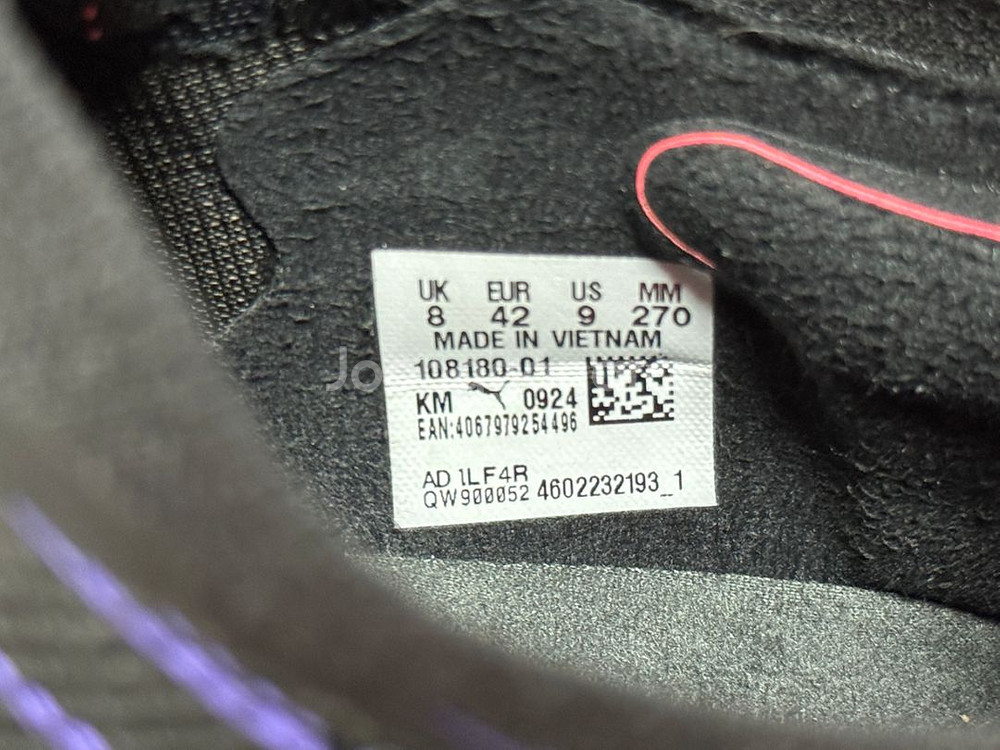 UK EUR US MM
8 42 9 270
MADE IN VIETNAM
108180-01
KM 0924
EAN:4067979254496
AD 1LF4R
QW900052 4602232193_1